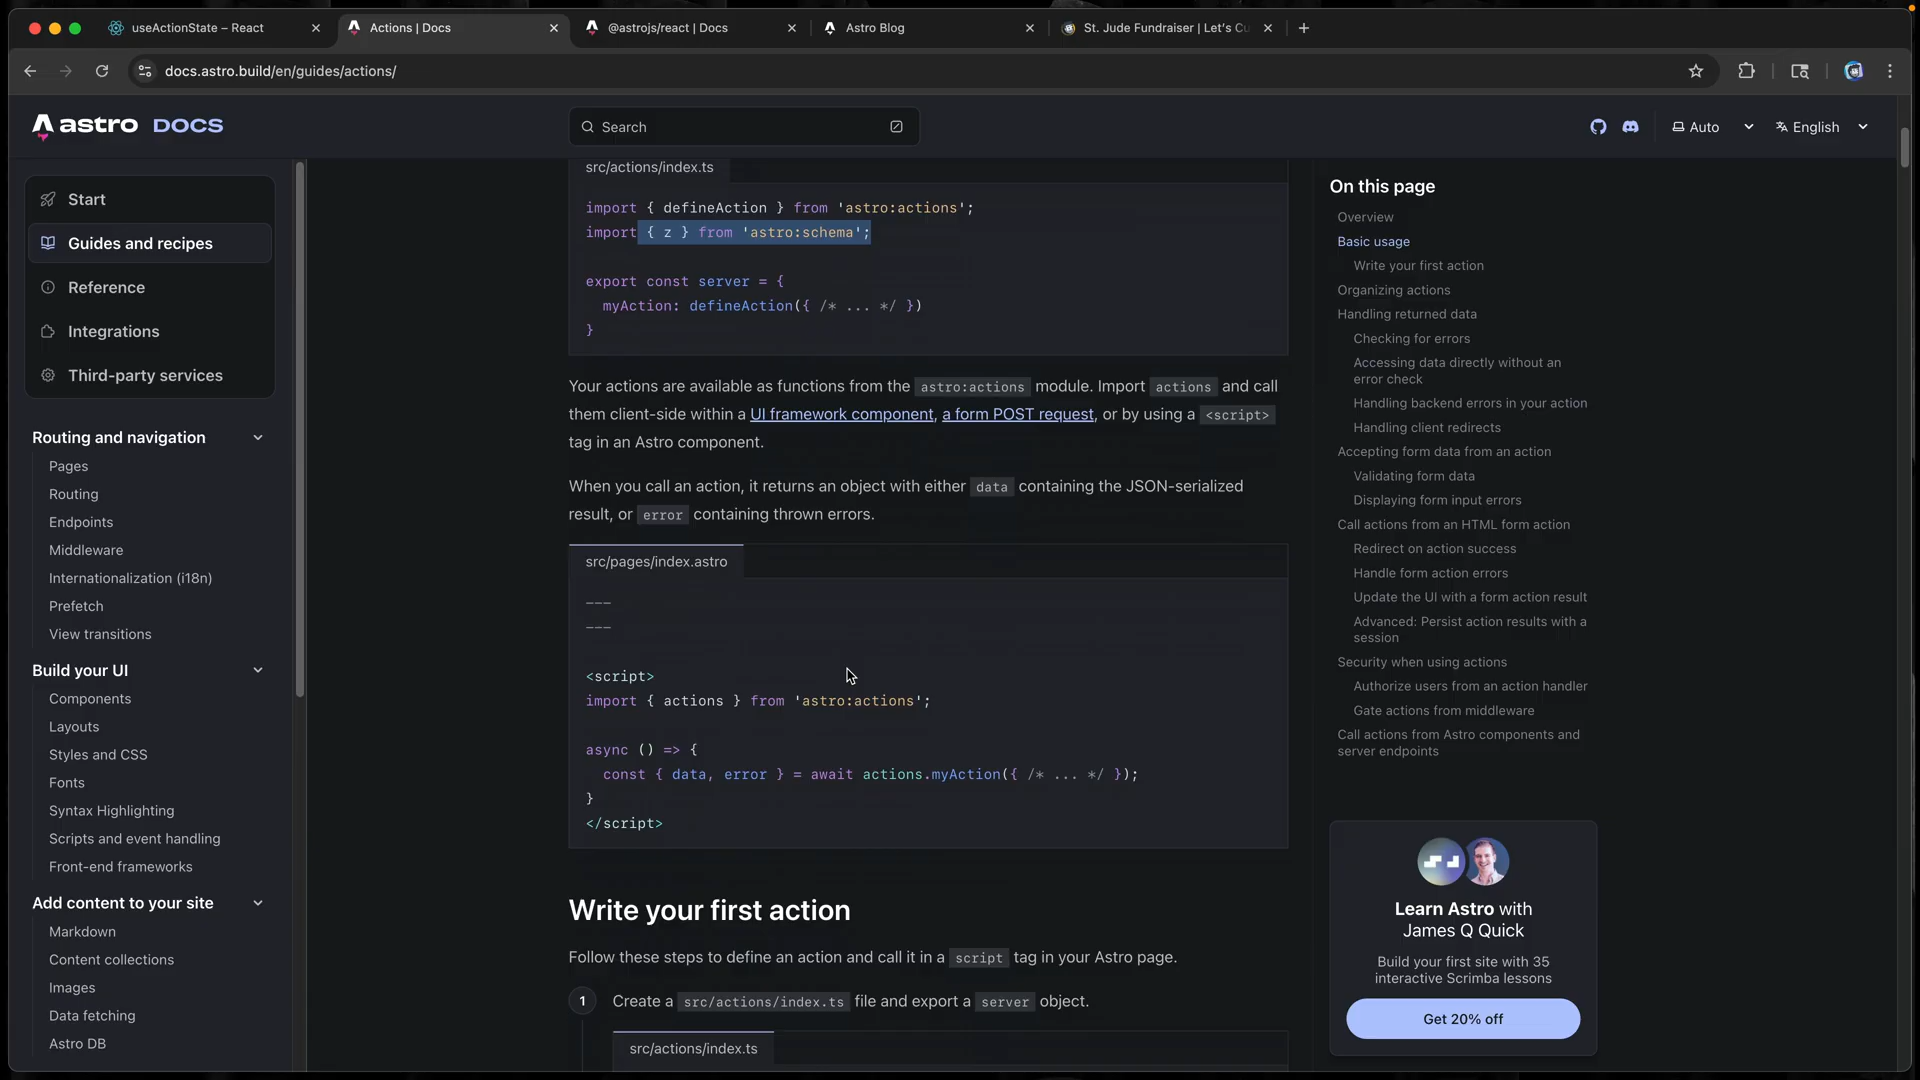 useActionState – React
Actions | Docs
@astrojs/react | Docs
Astro Blog
St. Jude Fundraiser | Let's Cu
docs.astro.build/en/guides/actions/
astro DOCS
Search
Auto
English
Start
Guides and recipes
Reference
Integrations
Third-party services
Routing and navigation
Pages
Routing
Endpoints
Middleware
Internationalization (i18n)
Prefetch
View transitions
Build your UI
Components
Layouts
Styles and CSS
Fonts
Syntax Highlighting
Scripts and event handling
Front-end frameworks
Add content to your site
Markdown
Content collections
Images
Data fetching
Astro DB
src/actions/index.ts
import { defineAction } from 'astro:actions';
import { z } from 'astro:schema';
export const server = {
myAction: defineAction({ /* ... */ })
}
Your actions are available as functions from the astro:actions module. Import actions and call
them client-side within a UI framework component, a form POST request, or by using a <script>
tag in an Astro component.
When you call an action, it returns an object with either data containing the JSON-serialized
result, or error containing thrown errors.
src/pages/index.astro
---
---
<script>
import { actions } from 'astro:actions';
async () => {
const { data, error } = await actions.myAction({ /* ... */ });
}
</script>
Write your first action
Follow these steps to define an action and call it in a script tag in your Astro page.
1 Create a src/actions/index.ts file and export a server object.
src/actions/index.ts
On this page
Overview
Basic usage
Write your first action
Organizing actions
Handling returned data
Checking for errors
Accessing data directly without an
error check
Handling backend errors in your action
Handling client redirects
Accepting form data from an action
Validating form data
Displaying form input errors
Call actions from an HTML form action
Redirect on action success
Handle form action errors
Update the UI with a form action result
Advanced: Persist action results with a
session
Security when using actions
Authorize users from an action handler
Gate actions from middleware
Call actions from Astro components and
server endpoints
Learn Astro with
James Q Quick
Build your first site with 35
interactive Scrimba lessons
Get 20% off